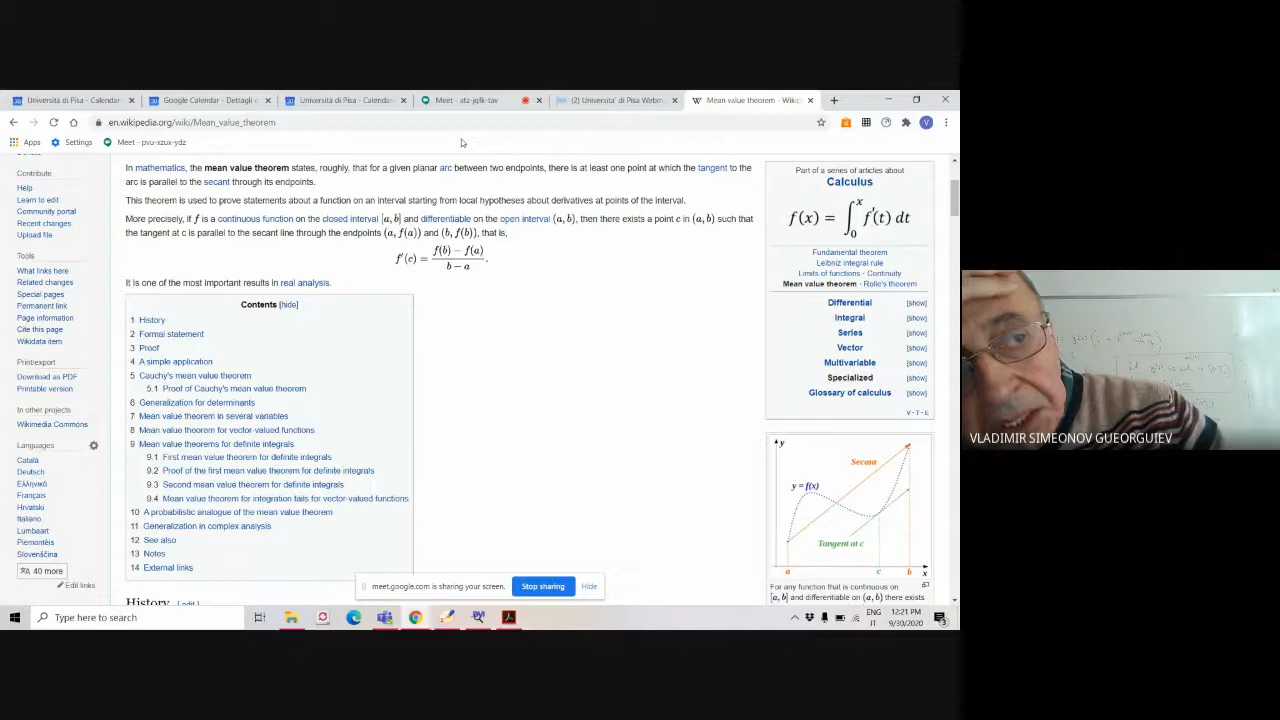 Università di Pisa - Calendar
Google Calendar - Dettagli e
Università di Pisa - Calendar
Meet - atz-jqfk-tav
(2) Universita' di Pisa Webm
Mean value theorem - Wikip
en.wikipedia.org/wiki/Mean_value_theorem
Apps
Settings
Meet - pvu-xzux-ydz
Contribute
Help
Learn to edit
Community portal
Recent changes
Upload file
Tools
What links here
Related changes
Special pages
Permanent link
Page information
Cite this page
Wikidata item
Print/export
Download as PDF
Printable version
In other projects
Wikimedia Commons
Languages
Català
Deutsch
Ελληνικά
Français
Hrvatski
Italiano
Lumbaart
Piemontèis
Slovenščina
40 more
Edit links
In mathematics, the mean value theorem states, roughly, that for a given planar arc between two endpoints, there is at least one point at which the tangent to the
arc is parallel to the secant through its endpoints.
This theorem is used to prove statements about a function on an interval starting from local hypotheses about derivatives at points of the interval.
More precisely, if f is a continuous function on the closed interval [a, b] and differentiable on the open interval (a, b), then there exists a point c in (a, b) such that
the tangent at c is parallel to the secant line through the endpoints (a, f(a)) and (b, f(b)), that is,
f′(c) = f(b) − f(a) / b − a .
It is one of the most important results in real analysis.
Contents [hide]
1 History
2 Formal statement
3 Proof
4 A simple application
5 Cauchy's mean value theorem
5.1 Proof of Cauchy's mean value theorem
6 Generalization for determinants
7 Mean value theorem in several variables
8 Mean value theorem for vector-valued functions
9 Mean value theorems for definite integrals
9.1 First mean value theorem for definite integrals
9.2 Proof of the first mean value theorem for definite integrals
9.3 Second mean value theorem for definite integrals
9.4 Mean value theorem for integration fails for vector-valued functions
10 A probabilistic analogue of the mean value theorem
11 Generalization in complex analysis
12 See also
13 Notes
14 External links
History [edit]
Part of a series of articles about
Calculus
f(x) = ∫₀ˣ f′(t) dt
Fundamental theorem
Leibniz integral rule
Limits of functions · Continuity
Mean value theorem · Rolle's theorem
Differential [show]
Integral [show]
Series [show]
Vector [show]
Multivariable [show]
Specialized [show]
Glossary of calculus [show]
V·T·E
y
Secant
y = f(x)
Tangent at c
a c b x
For any function that is continuous on
[a, b] and differentiable on (a, b) there exists
meet.google.com is sharing your screen.
Stop sharing
Hide
Type here to search
ENG
IT
12:21 PM
9/30/2020
3
VLADIMIR SIMEONOV GUEORGUIEV